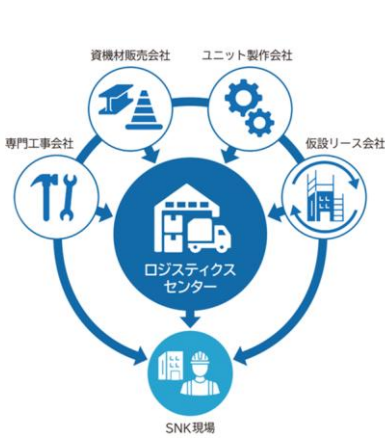 資機材販売会社
ユニット製作会社
専門工事会社
仮設リース会社
ロジスティクス
センター
SNK現場